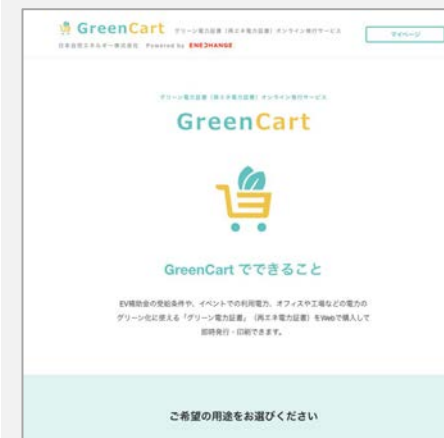 GreenCart グリーン電力証書（再エネ電力証書）オンライン発行サービス
マイページ
日本自然エネルギー株式会社 Powered by ENECHANGE
グリーン電力証書（再エネ電力証書）オンライン発行サービス
GreenCart
GreenCart でできること
EV補助金の受給条件や、イベントでの利用電力、オフィスや工場などの電力の
グリーン化に使える「グリーン電力証書」（再エネ電力証書）をWebで購入して
即時発行・印刷できます。
ご希望の用途をお選びください